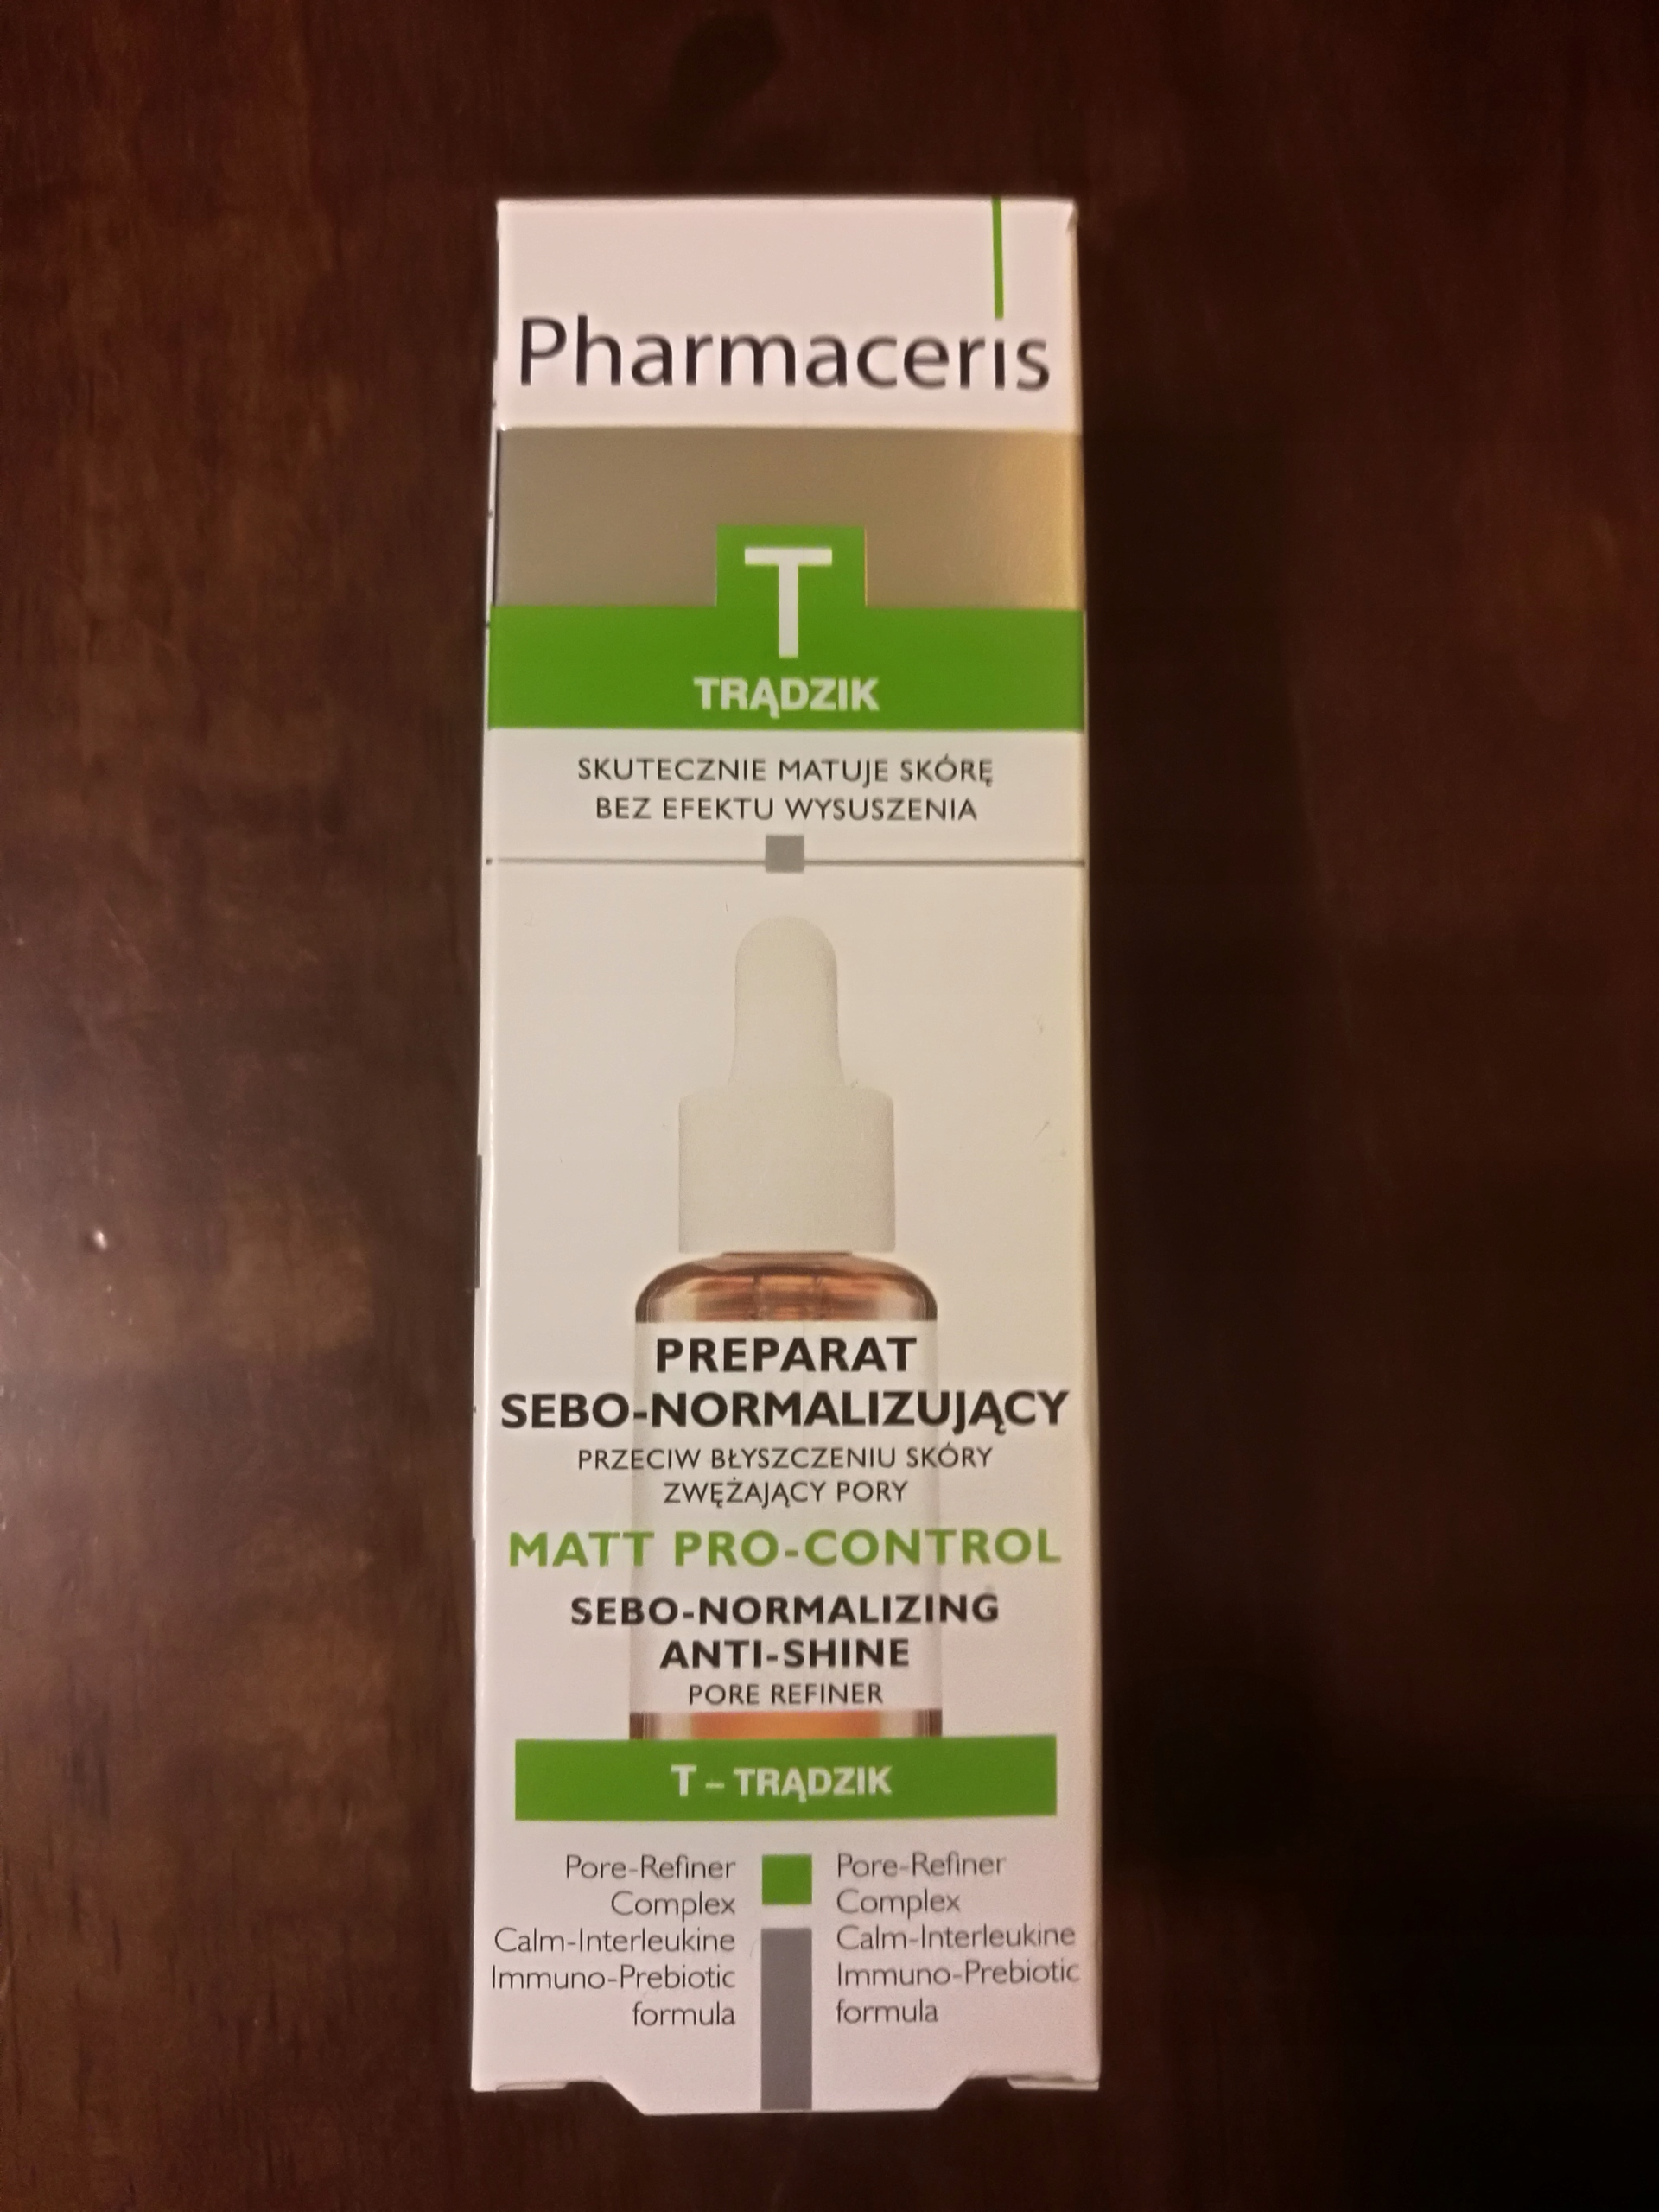 Pharmaceris
T
TRĄDZIK
SKUTECZNIE MATUJE SKÓRĘ
BEZ EFEKTU WYSUSZENIA
PREPARAT
SEBO-NORMALIZUJĄCY
PRZECIW BŁYSZCZENIU SKÓRY
ZWĘŻAJĄCY PORY
MATT PRO-CONTROL
SEBO-NORMALIZING
ANTI-SHINE
PORE REFINER
T – TRĄDZIK
Pore-Refiner
Complex
Calm-Interleukine
Immuno-Prebiotic
formula
Pore-Refiner
Complex
Calm-Interleukine
Immuno-Prebiotic
formula